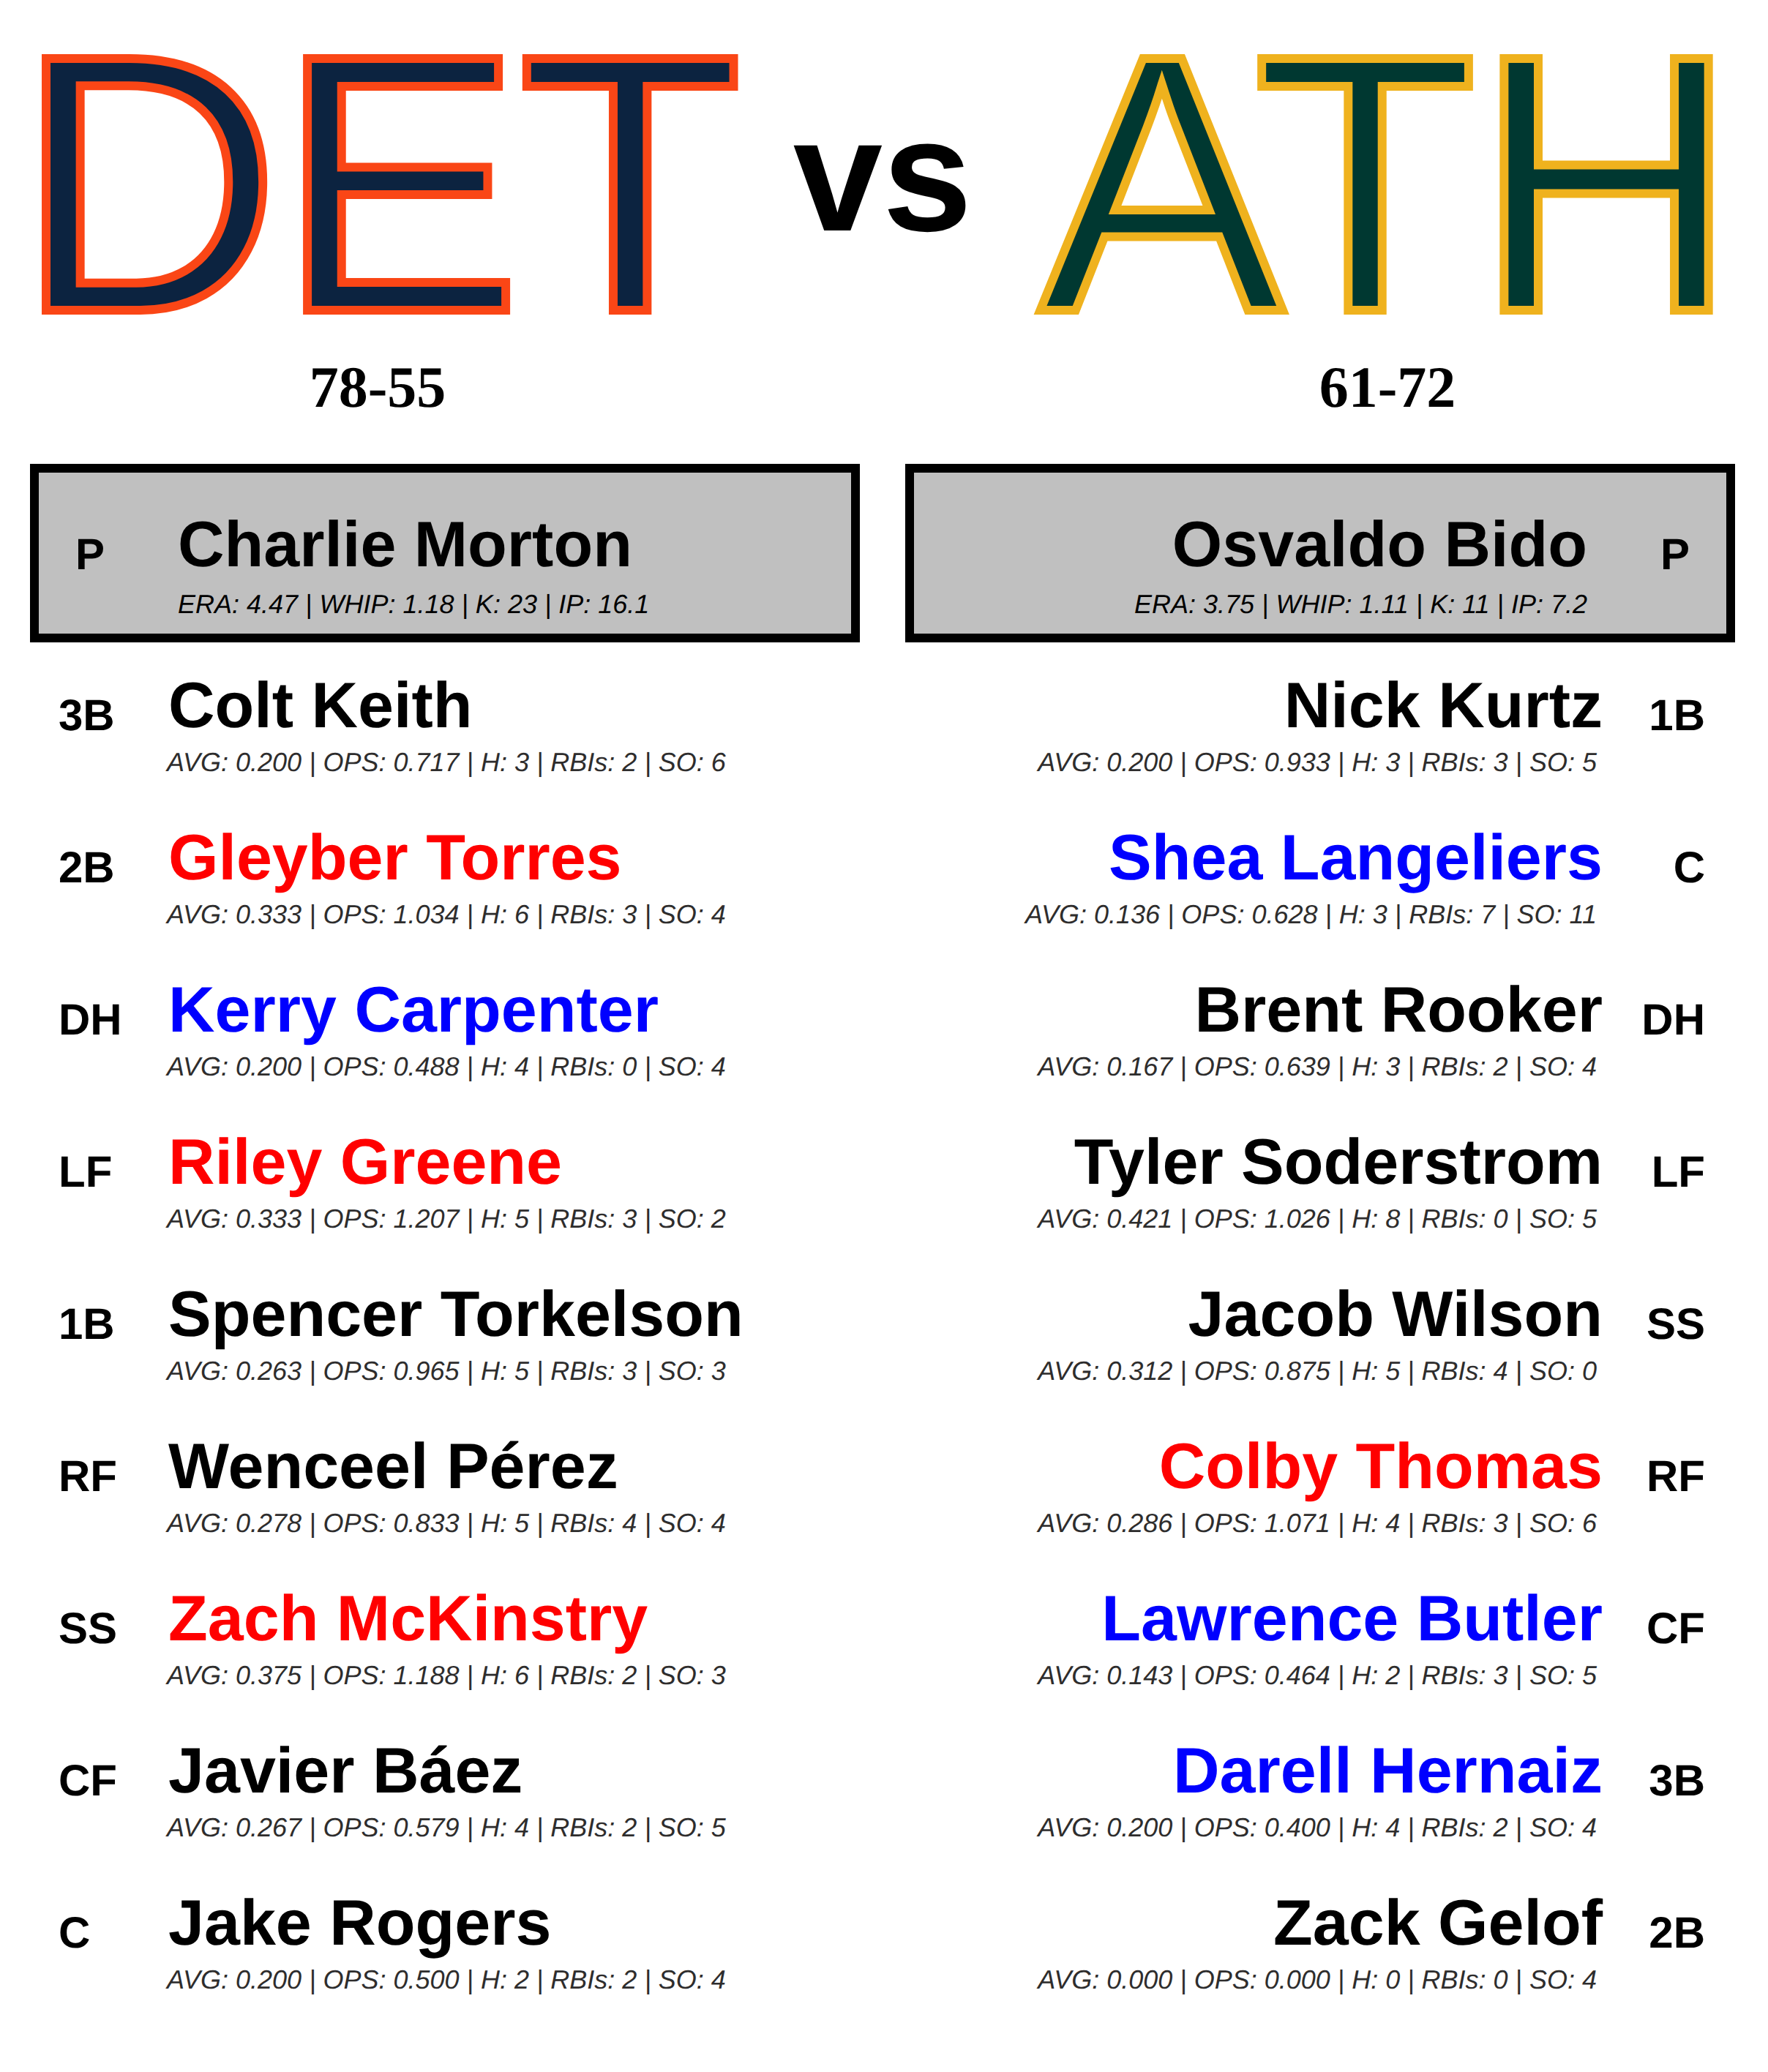 DET vs ATH
78-55
61-72
P Charlie Morton
ERA: 4.47 | WHIP: 1.18 | K: 23 | IP: 16.1
Osvaldo Bido P
ERA: 3.75 | WHIP: 1.11 | K: 11 | IP: 7.2
3B Colt Keith
AVG: 0.200 | OPS: 0.717 | H: 3 | RBIs: 2 | SO: 6
2B Gleyber Torres
AVG: 0.333 | OPS: 1.034 | H: 6 | RBIs: 3 | SO: 4
DH Kerry Carpenter
AVG: 0.200 | OPS: 0.488 | H: 4 | RBIs: 0 | SO: 4
LF Riley Greene
AVG: 0.333 | OPS: 1.207 | H: 5 | RBIs: 3 | SO: 2
1B Spencer Torkelson
AVG: 0.263 | OPS: 0.965 | H: 5 | RBIs: 3 | SO: 3
RF Wenceel Pérez
AVG: 0.278 | OPS: 0.833 | H: 5 | RBIs: 4 | SO: 4
SS Zach McKinstry
AVG: 0.375 | OPS: 1.188 | H: 6 | RBIs: 2 | SO: 3
CF Javier Báez
AVG: 0.267 | OPS: 0.579 | H: 4 | RBIs: 2 | SO: 5
C Jake Rogers
AVG: 0.200 | OPS: 0.500 | H: 2 | RBIs: 2 | SO: 4
Nick Kurtz 1B
AVG: 0.200 | OPS: 0.933 | H: 3 | RBIs: 3 | SO: 5
Shea Langeliers C
AVG: 0.136 | OPS: 0.628 | H: 3 | RBIs: 7 | SO: 11
Brent Rooker DH
AVG: 0.167 | OPS: 0.639 | H: 3 | RBIs: 2 | SO: 4
Tyler Soderstrom LF
AVG: 0.421 | OPS: 1.026 | H: 8 | RBIs: 0 | SO: 5
Jacob Wilson SS
AVG: 0.312 | OPS: 0.875 | H: 5 | RBIs: 4 | SO: 0
Colby Thomas RF
AVG: 0.286 | OPS: 1.071 | H: 4 | RBIs: 3 | SO: 6
Lawrence Butler CF
AVG: 0.143 | OPS: 0.464 | H: 2 | RBIs: 3 | SO: 5
Darell Hernaiz 3B
AVG: 0.200 | OPS: 0.400 | H: 4 | RBIs: 2 | SO: 4
Zack Gelof 2B
AVG: 0.000 | OPS: 0.000 | H: 0 | RBIs: 0 | SO: 4